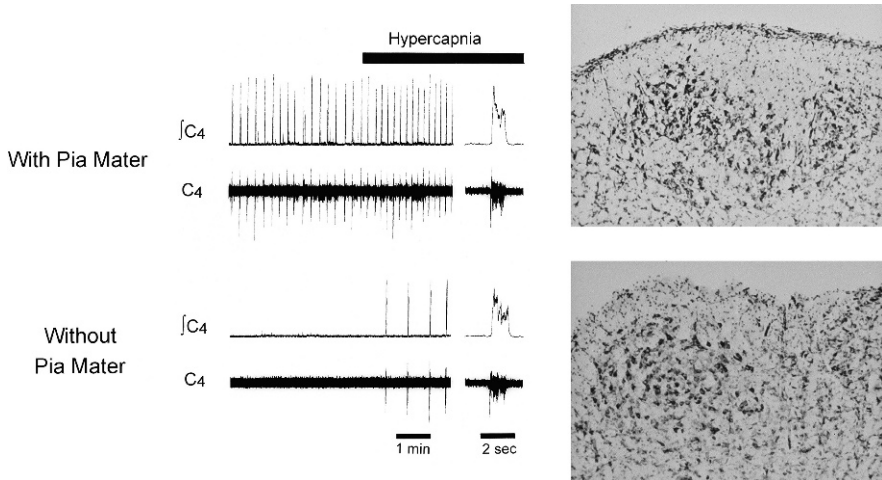 Hypercapnia
∫C4
With Pia Mater
C4
∫C4
Without
Pia Mater
C4
1 min
2 sec